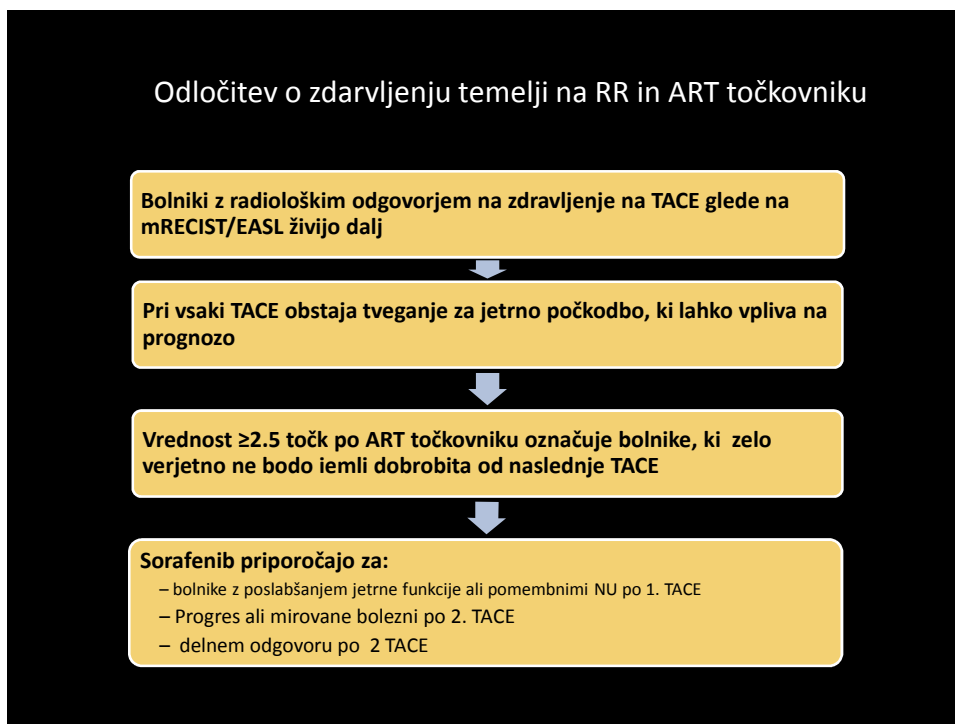 Odločitev o zdarvljenju temelji na RR in ART točkovniku
Bolniki z radiološkim odgovorjem na zdravljenje na TACE glede na
mRECIST/EASL živijo dalj
Pri vsaki TACE obstaja tveganje za jetrno počkodbo, ki lahko vpliva na
prognozo
Vrednost ≥2.5 točk po ART točkovniku označuje bolnike, ki  zelo
verjetno ne bodo iemli dobrobita od naslednje TACE
Sorafenib priporočajo za:
– bolnike z poslabšanjem jetrne funkcije ali pomembnimi NU po 1. TACE
– Progres ali mirovane bolezni po 2. TACE
–  delnem odgovoru po  2 TACE